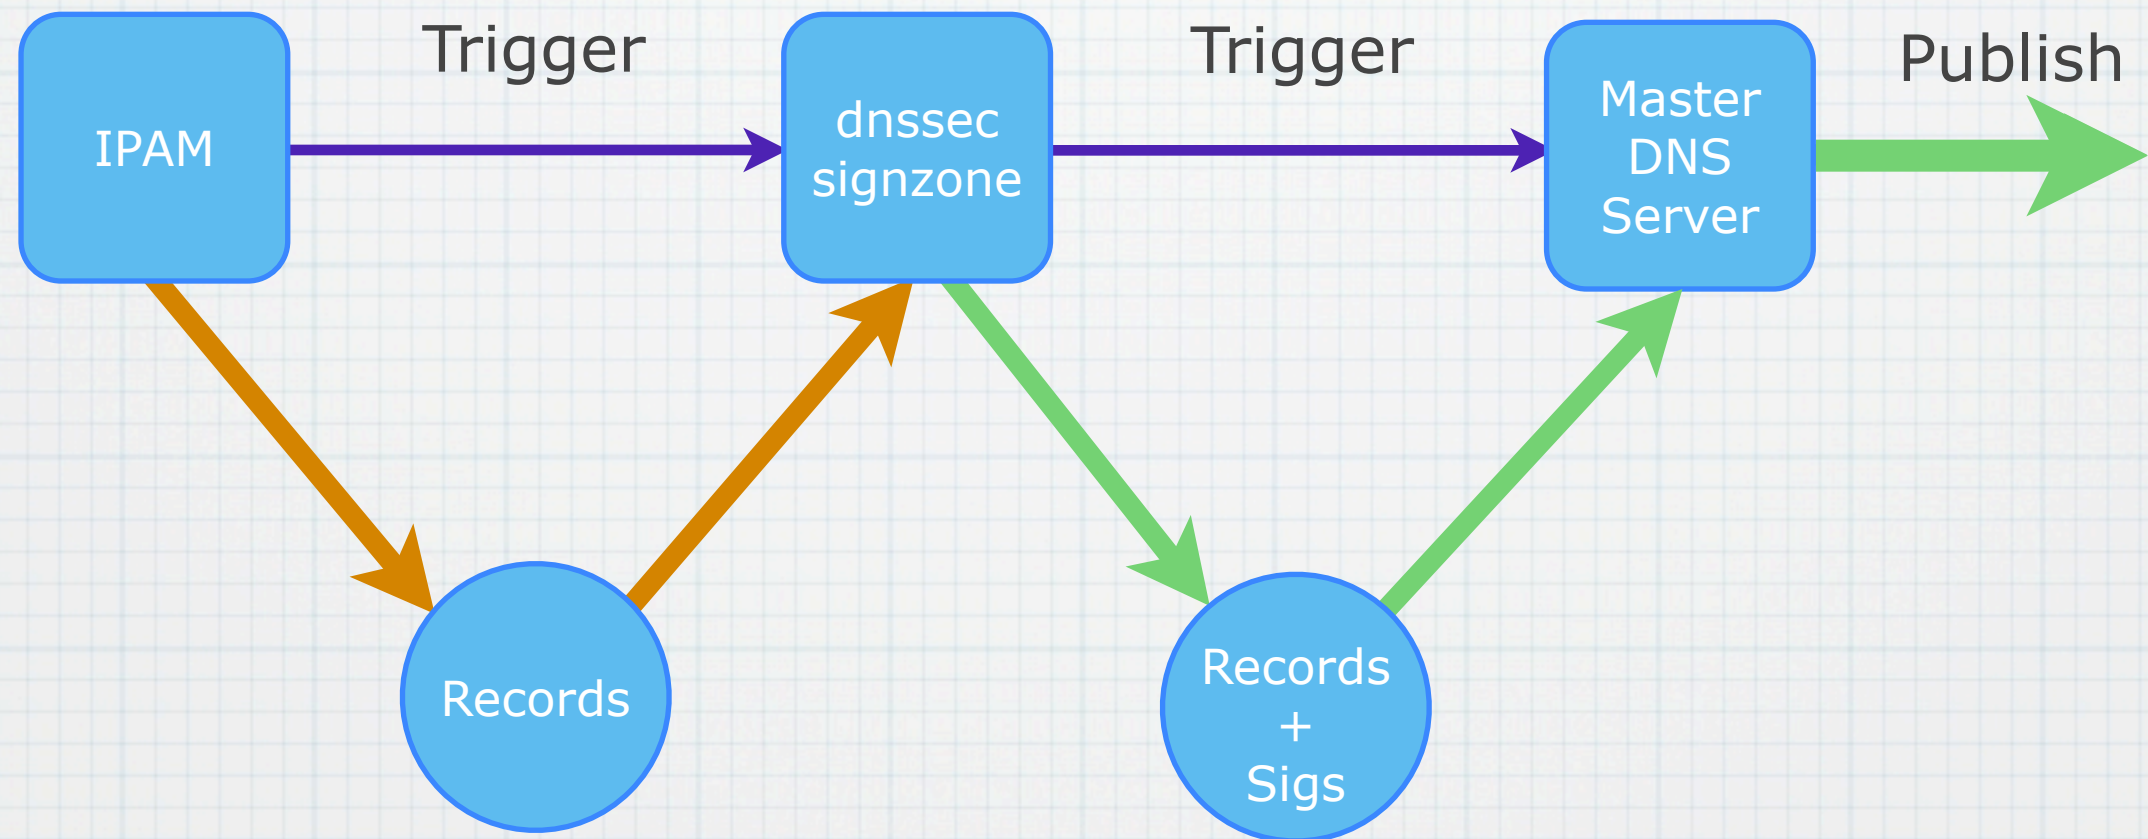 Trigger
Trigger
Publish
IPAM
dnssec
signzone
Master
DNS
Server
Records
Records
+
Sigs